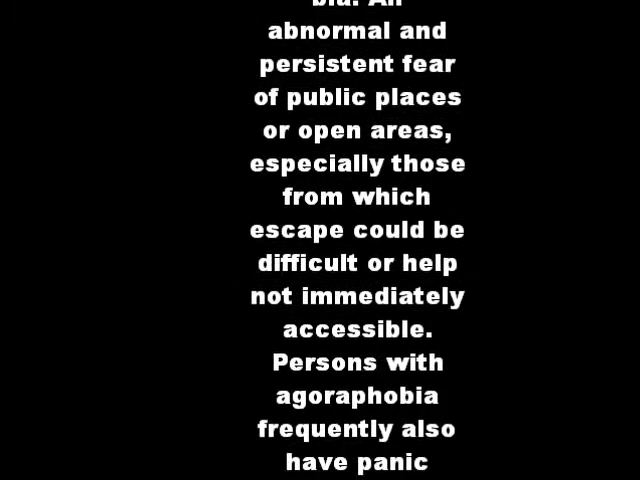 abnormal and
persistent fear
of public places
or open areas,
especially those
from which
escape could be
difficult or help
not immediately
accessible.
Persons with
agoraphobia
frequently also
have panic